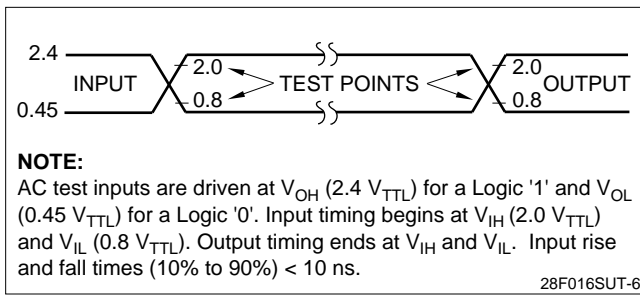 2.4
INPUT 2.0 TEST POINTS 2.0 OUTPUT
0.8 0.8
0.45
NOTE:
AC test inputs are driven at VOH (2.4 VTTL) for a Logic '1' and VOL
(0.45 VTTL) for a Logic '0'. Input timing begins at VIH (2.0 VTTL)
and VIL (0.8 VTTL). Output timing ends at VIH and VIL. Input rise
and fall times (10% to 90%) < 10 ns.
28F016SUT-6